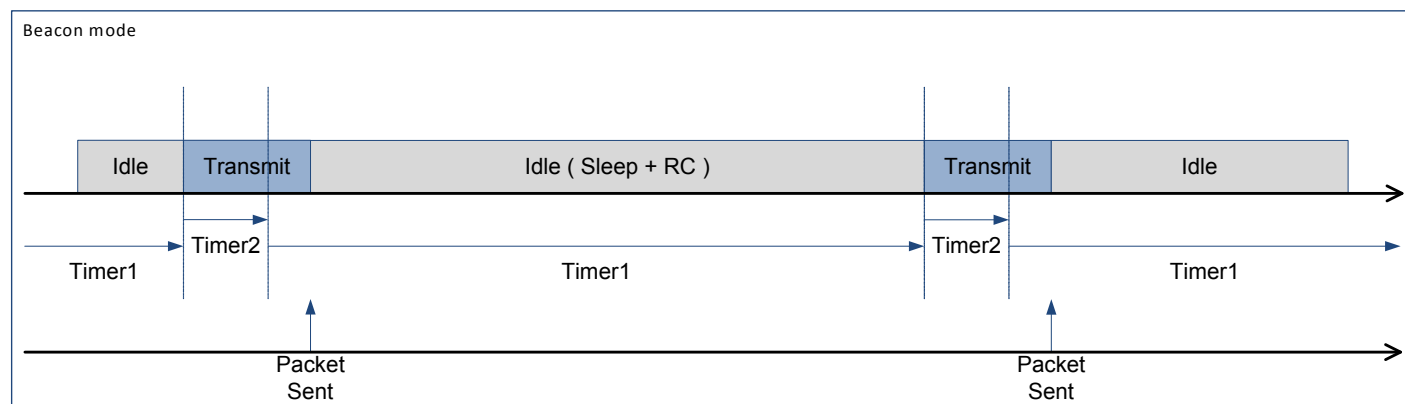 Beacon mode
Idle
Transmit
Idle ( Sleep + RC )
Transmit
Idle
Timer2
Timer2
Timer1
Timer1
Timer1
Packet
Sent
Packet
Sent